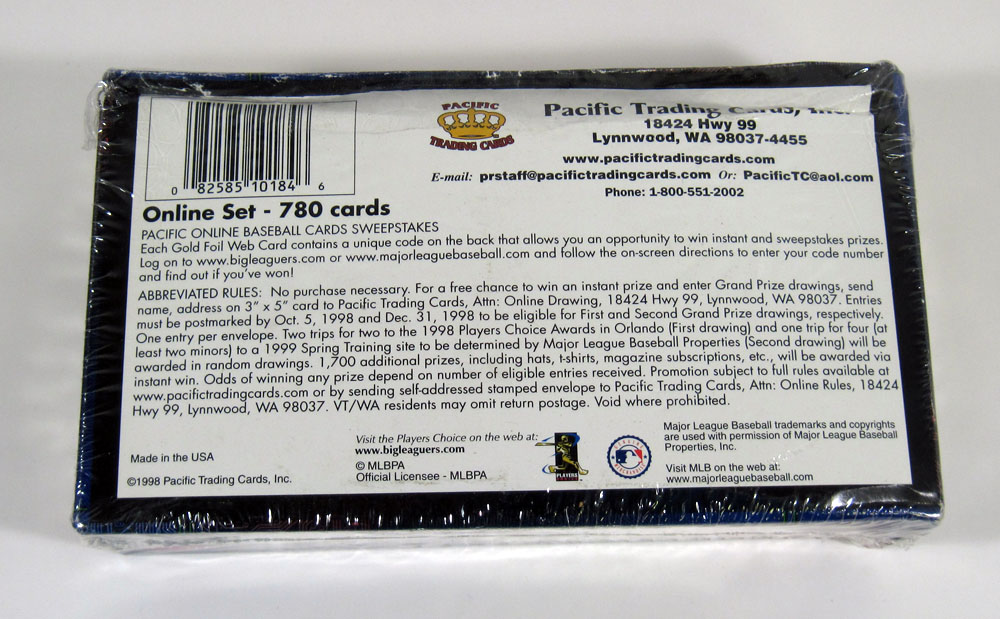 0 82585 10184 6
PACIFIC
TRADING CARDS
Pacific Trading Cards, Inc.
18424 Hwy 99
Lynnwood, WA 98037-4455
www.pacifictradingcards.com
E-mail: prstaff@pacifictradingcards.com Or: PacificTC@aol.com
Phone: 1-800-551-2002
Online Set - 780 cards
PACIFIC ONLINE BASEBALL CARDS SWEEPSTAKES
Each Gold Foil Web Card contains a unique code on the back that allows you an opportunity to win instant and sweepstakes prizes.
Log on to www.bigleaguers.com or www.majorleaguebaseball.com and follow the on-screen directions to enter your code number
and find out if you've won!
ABBREVIATED RULES: No purchase necessary. For a free chance to win an instant prize and enter Grand Prize drawings, send
name, address on 3" x 5" card to Pacific Trading Cards, Attn: Online Drawing, 18424 Hwy 99, Lynnwood, WA 98037. Entries
must be postmarked by Oct. 5, 1998 and Dec. 31, 1998 to be eligible for First and Second Grand Prize drawings, respectively.
One entry per envelope. Two trips for two to the 1998 Players Choice Awards in Orlando (First drawing) and one trip for four (at
least two minors) to a 1999 Spring Training site to be determined by Major League Baseball Properties (Second drawing) will be
awarded in random drawings. 1,700 additional prizes, including hats, t-shirts, magazine subscriptions, etc., will be awarded via
instant win. Odds of winning any prize depend on number of eligible entries received. Promotion subject to full rules available at
www.pacifictradingcards.com or by sending self-addressed stamped envelope to Pacific Trading Cards, Attn: Online Rules, 18424
Hwy 99, Lynnwood, WA 98037. VT/WA residents may omit return postage. Void where prohibited.
Made in the USA
©1998 Pacific Trading Cards, Inc.
Visit the Players Choice on the web at:
www.bigleaguers.com
© MLBPA
Official Licensee - MLBPA
PLAYERS
Major League Baseball trademarks and copyrights
are used with permission of Major League Baseball
Properties, Inc.
Visit MLB on the web at:
www.majorleaguebaseball.com